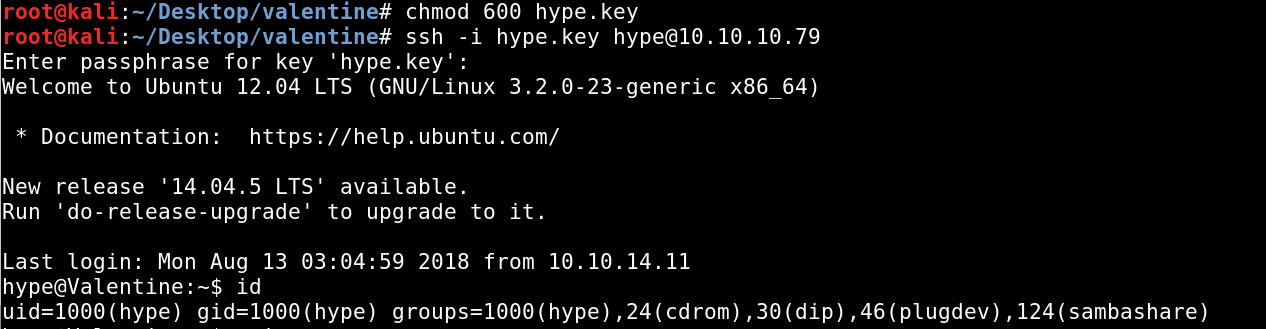 root@kali:~/Desktop/valentine# chmod 600 hype.key
root@kali:~/Desktop/valentine# ssh -i hype.key hype@10.10.10.79
Enter passphrase for key 'hype.key':
Welcome to Ubuntu 12.04 LTS (GNU/Linux 3.2.0-23-generic x86_64)
* Documentation:  https://help.ubuntu.com/
New release '14.04.5 LTS' available.
Run 'do-release-upgrade' to upgrade to it.
Last login: Mon Aug 13 03:04:59 2018 from 10.10.14.11
hype@Valentine:~$ id
uid=1000(hype) gid=1000(hype) groups=1000(hype),24(cdrom),30(dip),46(plugdev),124(sambashare)